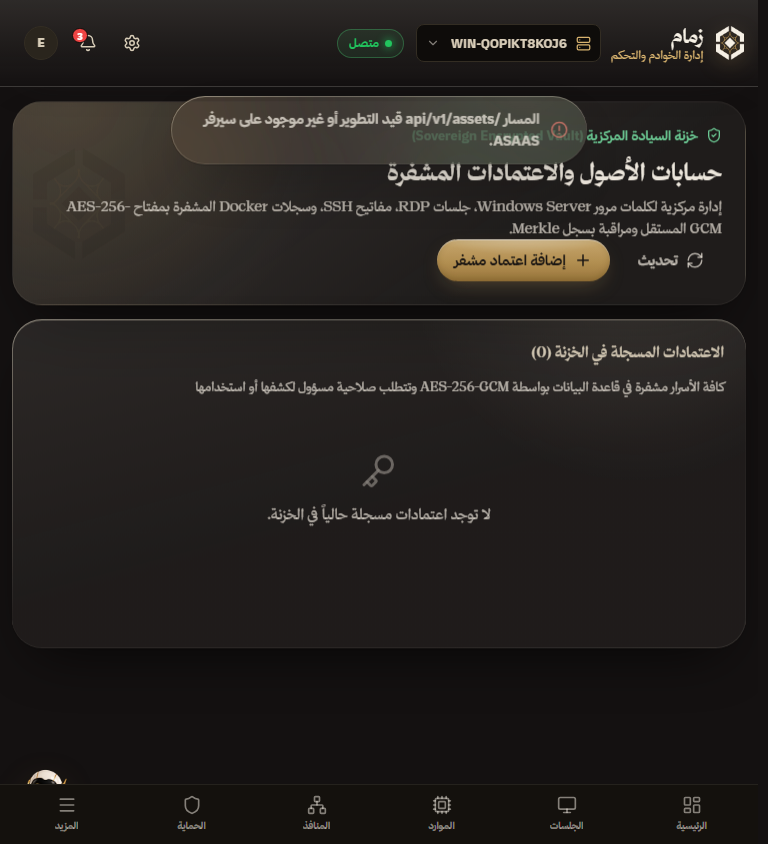 زمام
إدارة الخوادم والتحكم
WIN-QOPIKT8KOJ6
متصل
3
E
المسار /api/v1/assets قيد التطوير أو غير موجود على سيرفر
ASAAS.
خزنة السيادة المركزية (Sovereign Encrypted Vault)
حسابات الأصول والاعتمادات المشفرة
إدارة مركزية لكلمات مرور Windows Server، جلسات RDP، مفاتيح SSH، وسجلات Docker المشفرة بمفتاح AES-256-
GCM المستقل ومراقبة بسجل Merkle.
تحديث
إضافة اعتماد مشفر
الاعتمادات المسجلة في الخزنة (0)
كافة الأسرار مشفرة في قاعدة البيانات بواسطة AES-256-GCM وتتطلب صلاحية مسؤول لكشفها أو استخدامها
لا توجد اعتمادات مسجلة حالياً في الخزنة.
الرئيسية
الجلسات
الموارد
المنافذ
الحماية
المزيد